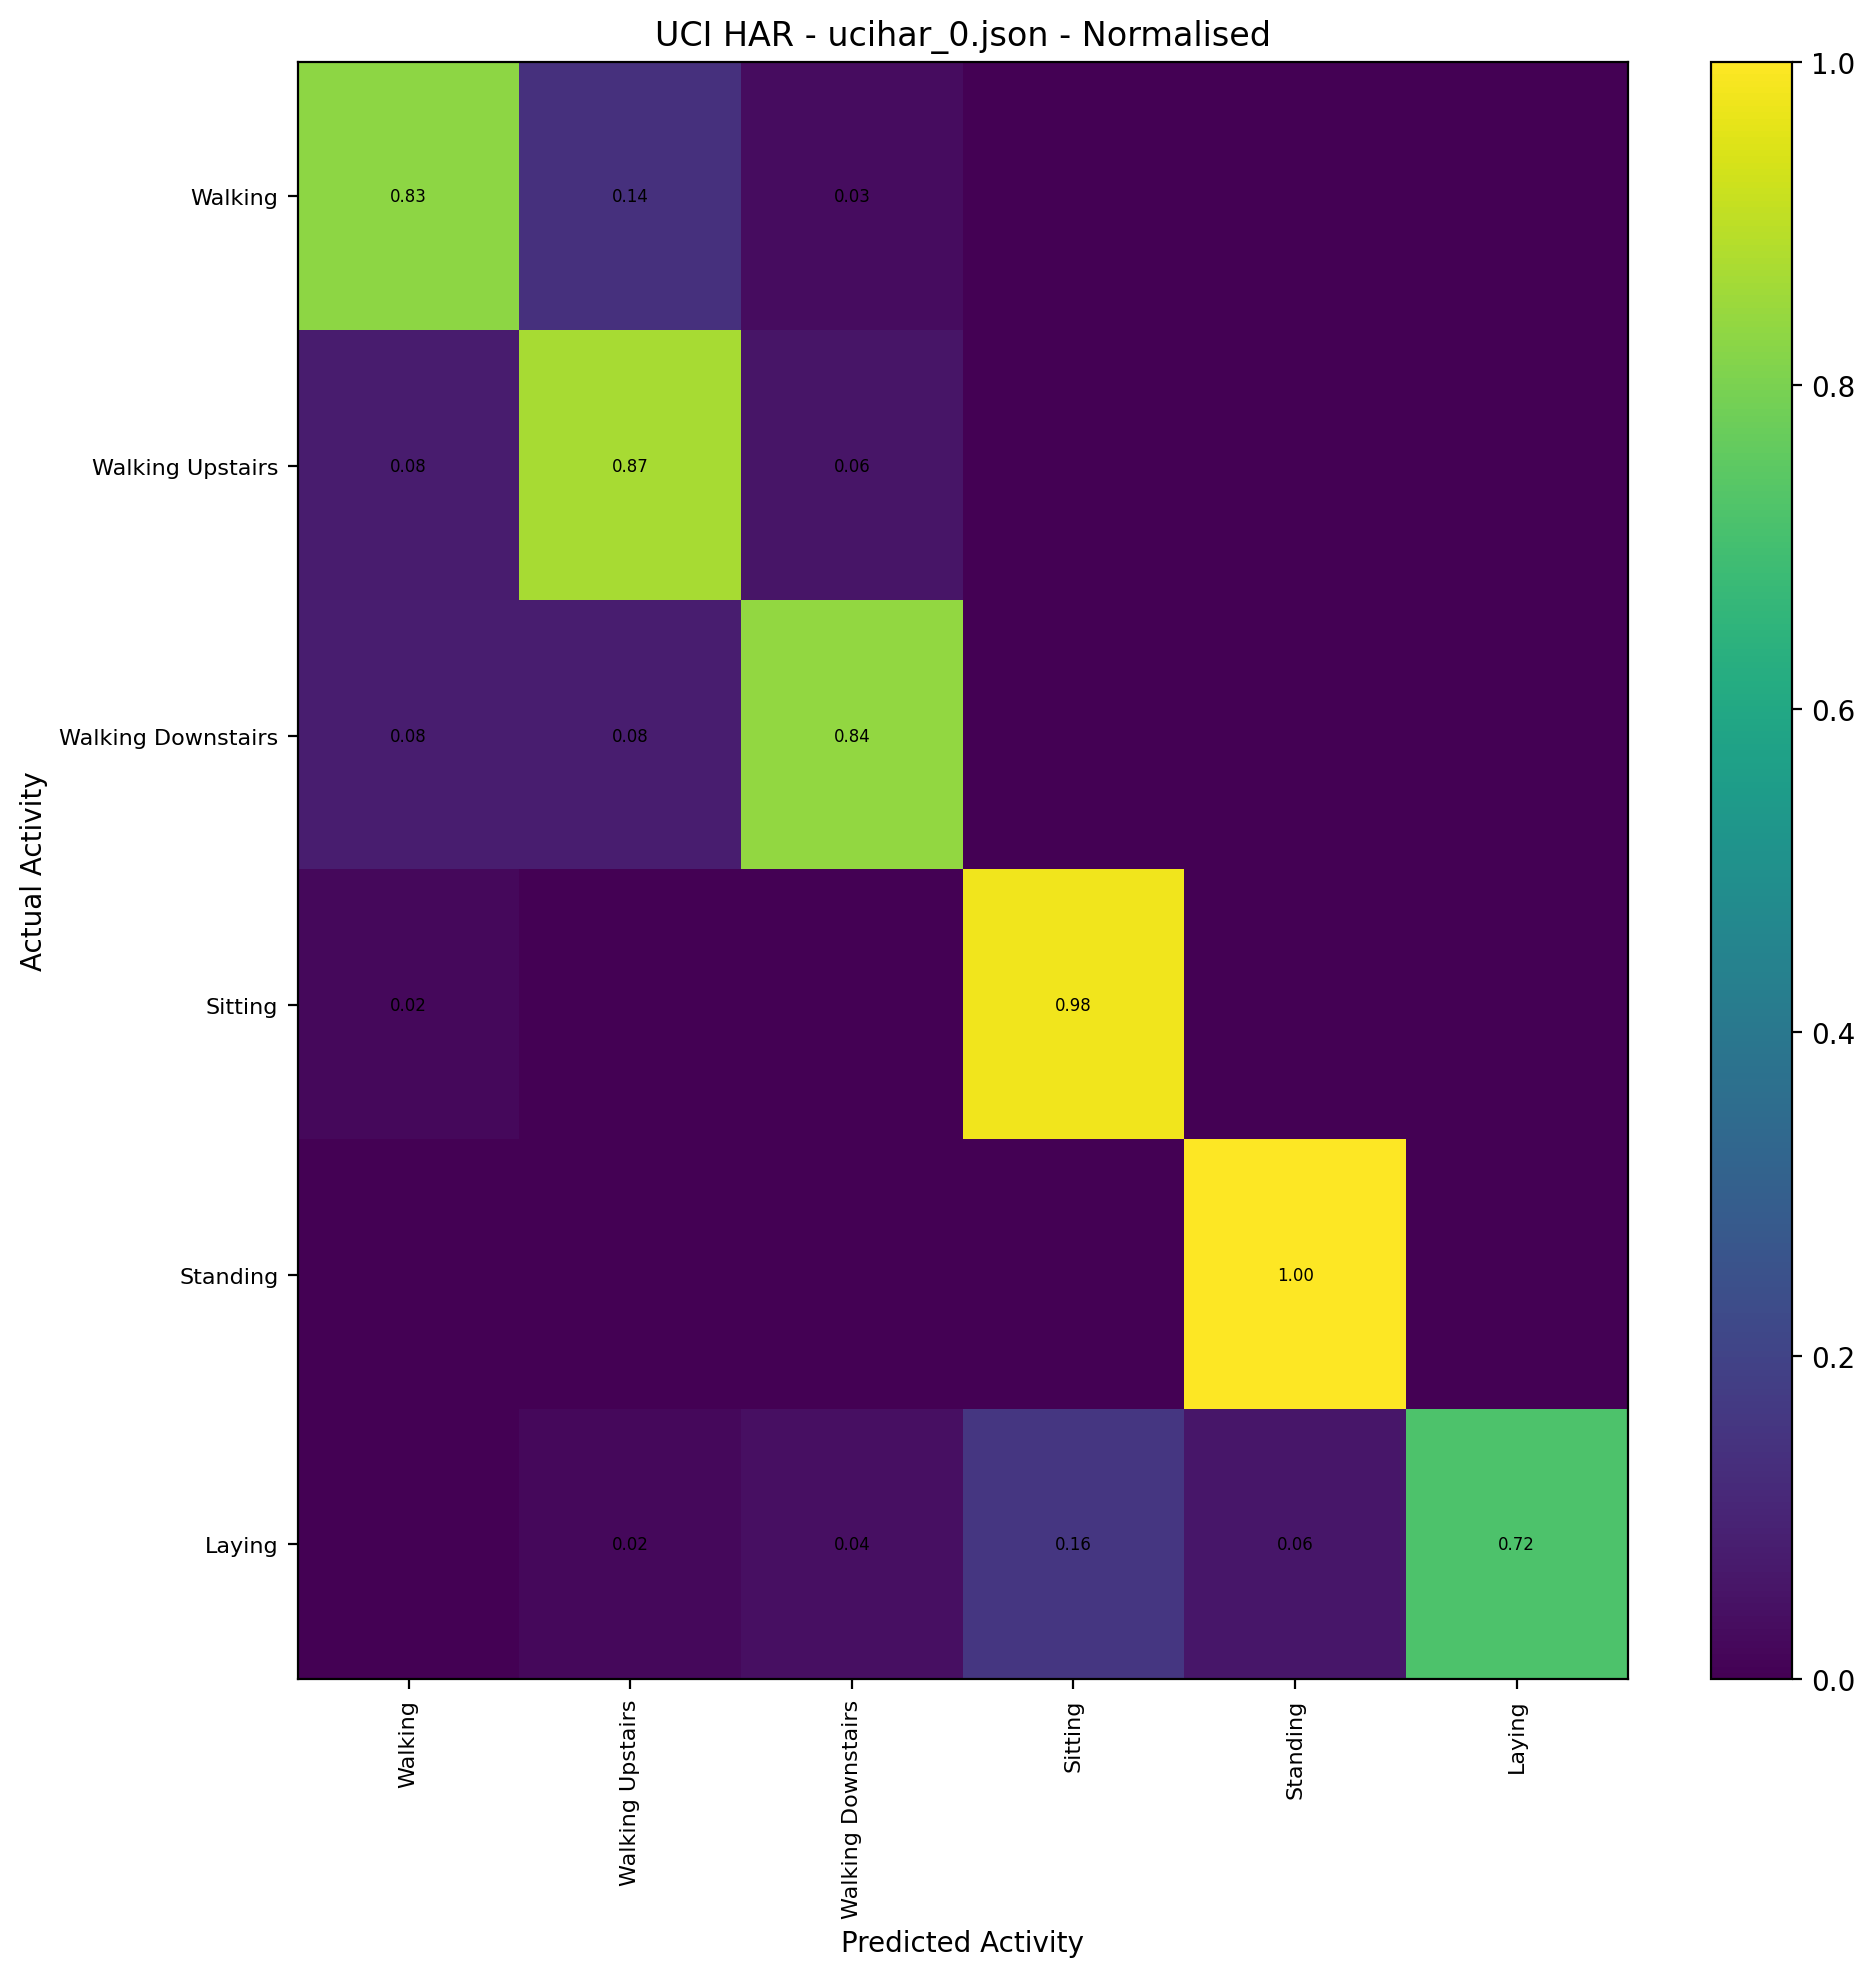 UCI HAR - ucihar_0.json - Normalised
1.0
Walking
0.83
0.14
0.03
0.8
Walking Upstairs
0.08
0.87
0.06
0.6
Walking Downstairs
0.08
0.08
0.84
Actual Activity
Sitting
0.02
0.98
0.4
Standing
1.00
0.2
Laying
0.02
0.04
0.16
0.06
0.72
0.0
Walking
Walking Upstairs
Walking Downstairs
Sitting
Standing
Laying
Predicted Activity